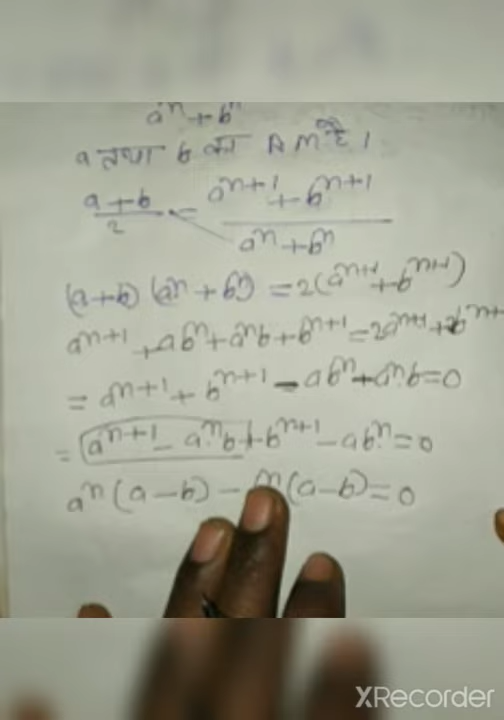 aⁿ + bⁿ
a तथा b का A M है।
a + b / 2 = aⁿ⁺¹ + bⁿ⁺¹ / aⁿ + bⁿ
(a+b) (aⁿ + bⁿ) = 2(aⁿ⁺¹ + bⁿ⁺¹)
aⁿ⁺¹ + abⁿ + aⁿb + bⁿ⁺¹ = 2aⁿ⁺¹ + 2bⁿ⁺
= aⁿ⁺¹ + bⁿ⁺¹ - abⁿ - aⁿb = 0
= aⁿ⁺¹ - aⁿb + bⁿ⁺¹ - abⁿ = 0
aⁿ (a-b) - ⁿ (a-b) = 0
XRecorder